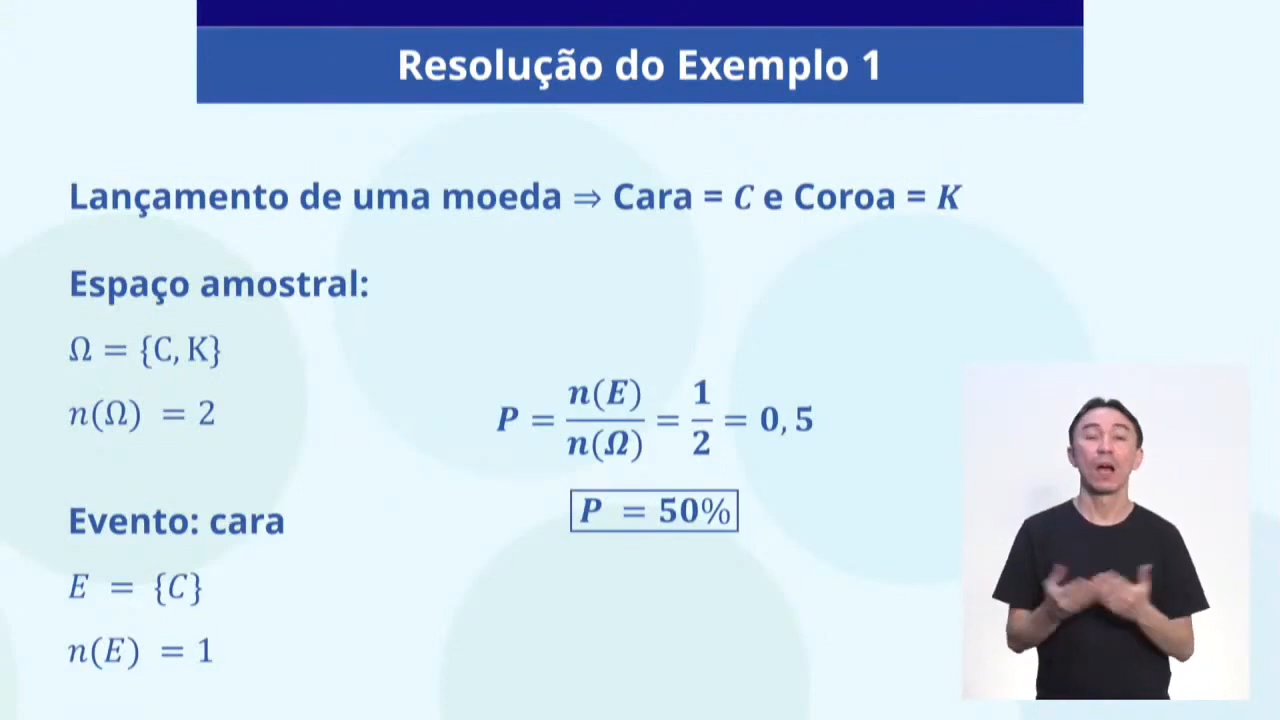 Resolução do Exemplo 1
Lançamento de uma moeda ⇒ Cara = C e Coroa = K
Espaço amostral:
Ω = {C, K}
n(Ω) = 2
P = n(E)/n(Ω) = 1/2 = 0,5
P = 50%
Evento: cara
E = {C}
n(E) = 1